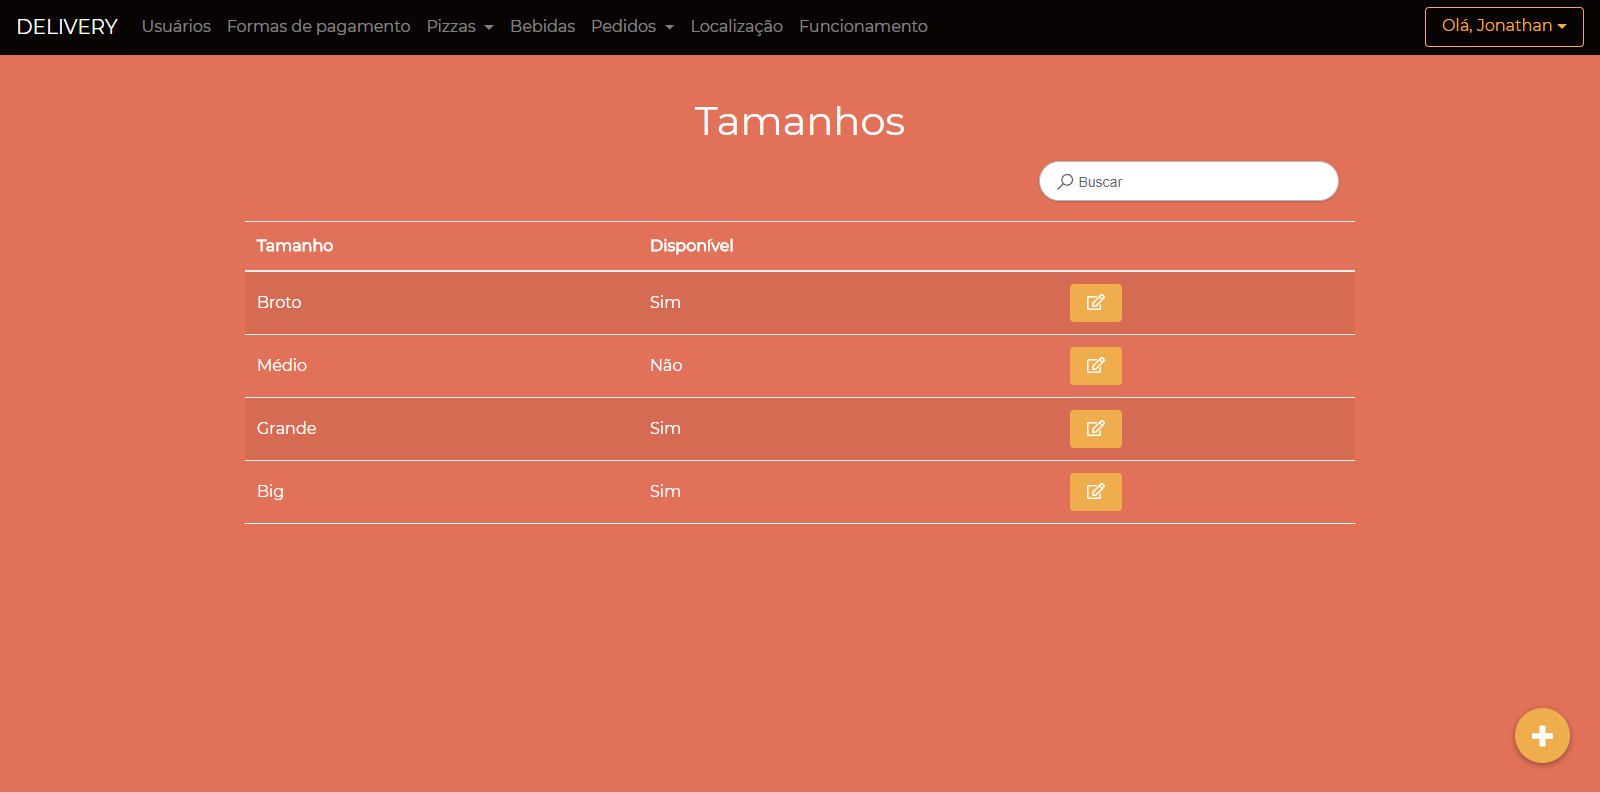 DELIVERY Usuários Formas de pagamento Pizzas Bebidas Pedidos Localização Funcionamento Olá, Jonathan
Tamanhos
Buscar
Tamanho Disponível
Broto Sim
Médio Não
Grande Sim
Big Sim